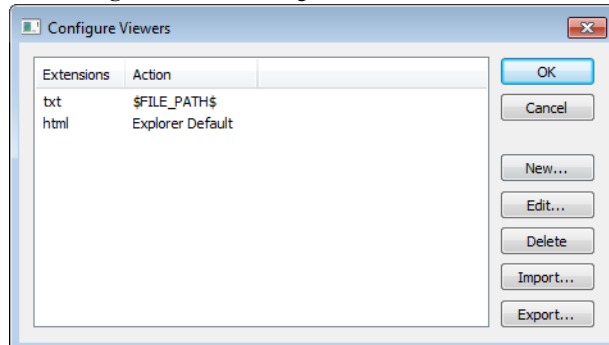 Configure Viewers
Extensions Action
txt $FILE_PATH$
html Explorer Default
OK
Cancel
New...
Edit...
Delete
Import...
Export...